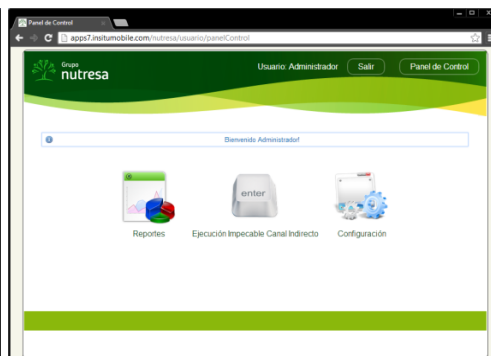 Panel de Control
apps7.insitumobile.com/nutresa/usuario/panelControl
Grupo
nutresa
Usuario: Administrador
Salir
Panel de Control
Bienvenido Administrador!
enter
Reportes
Ejecución Impecable Canal Indirecto
Configuración